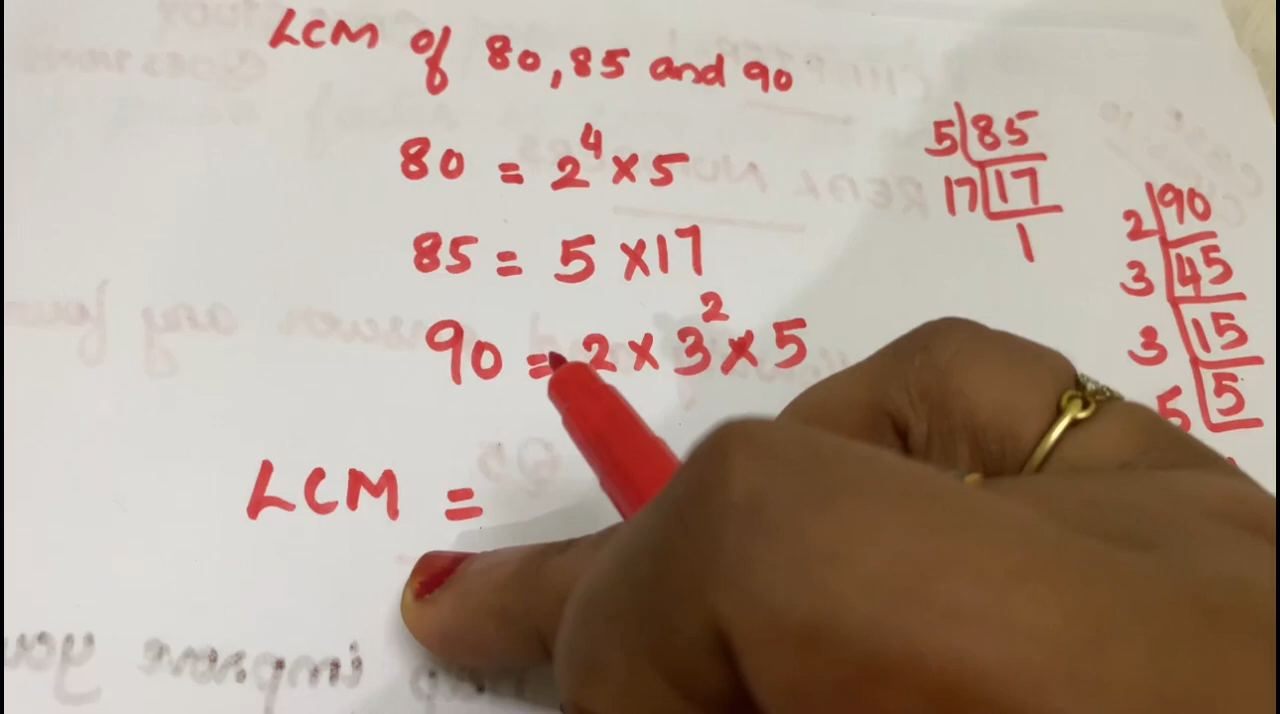 LCM of 80, 85 and 90
80 = 2⁴ × 5
85 = 5 × 17
90 = 2 × 3² × 5
LCM =
5 | 85
17 | 17
1
2 | 90
3 | 45
3 | 15
5 | 5